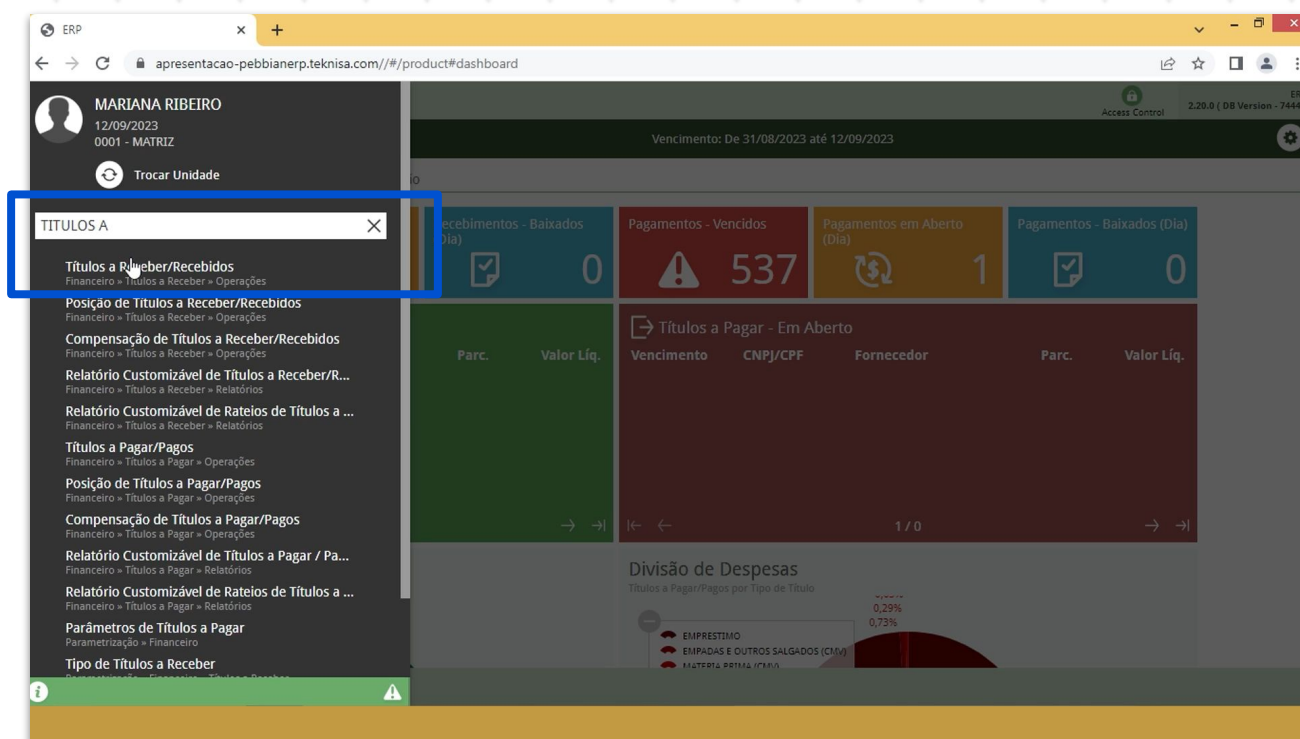 ERP
apresentacao-pebbianerp.teknisa.com//#/product#dashboard
MARIANA RIBEIRO
12/09/2023
0001 - MATRIZ
Trocar Unidade
Access Control
2.20.0 ( DB Version - 7444
Vencimento: De 31/08/2023 até 12/09/2023
TITULOS A
Títulos a Receber/Recebidos
Financeiro » Títulos a Receber » Operações
Posição de Títulos a Receber/Recebidos
Financeiro » Títulos a Receber » Operações
Compensação de Títulos a Receber/Recebidos
Financeiro » Títulos a Receber » Operações
Relatório Customizável de Títulos a Receber/R...
Financeiro » Títulos a Receber » Relatórios
Relatório Customizável de Rateios de Títulos a ...
Financeiro » Títulos a Receber » Relatórios
Títulos a Pagar/Pagos
Financeiro » Títulos a Pagar » Operações
Posição de Títulos a Pagar/Pagos
Financeiro » Títulos a Pagar » Operações
Compensação de Títulos a Pagar/Pagos
Financeiro » Títulos a Pagar » Operações
Relatório Customizável de Títulos a Pagar / Pa...
Financeiro » Títulos a Pagar » Relatórios
Relatório Customizável de Rateios de Títulos a ...
Financeiro » Títulos a Pagar » Relatórios
Parâmetros de Títulos a Pagar
Parametrização » Financeiro
Tipo de Títulos a Receber
ecebimentos - Baixados
Dia)
0
Pagamentos - Vencidos
537
Pagamentos em Aberto
(Dia)
1
Pagamentos - Baixados (Dia)
0
Parc. Valor Líq.
Títulos a Pagar - Em Aberto
Vencimento CNPJ/CPF Fornecedor Parc. Valor Líq.
1 / 0
Divisão de Despesas
Títulos a Pagar/Pagos por Tipo de Título
0,29%
0,73%
EMPRESTIMO
EMPADAS E OUTROS SALGADOS (CMV)
MATERIA PRIMA (CMV)